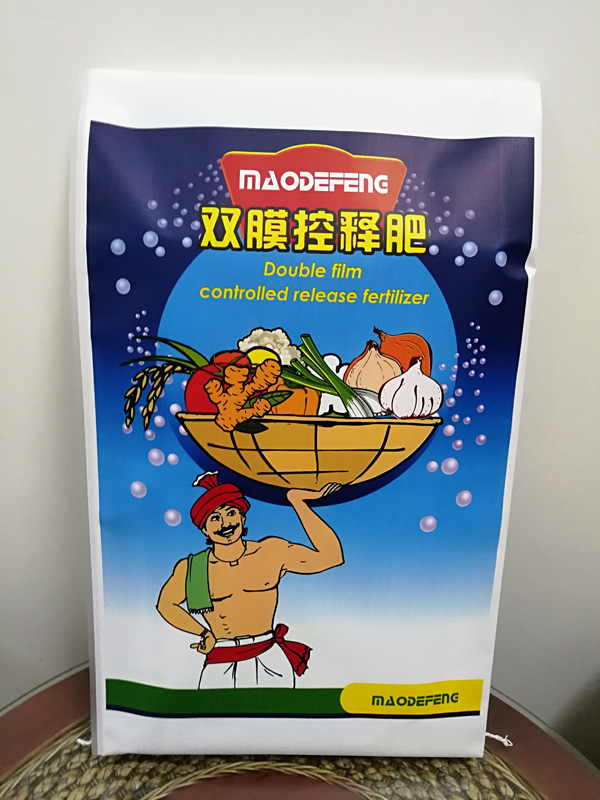 MAODEFENG
双膜控释肥
Double film
controlled release fertilizer
MAODEFENG